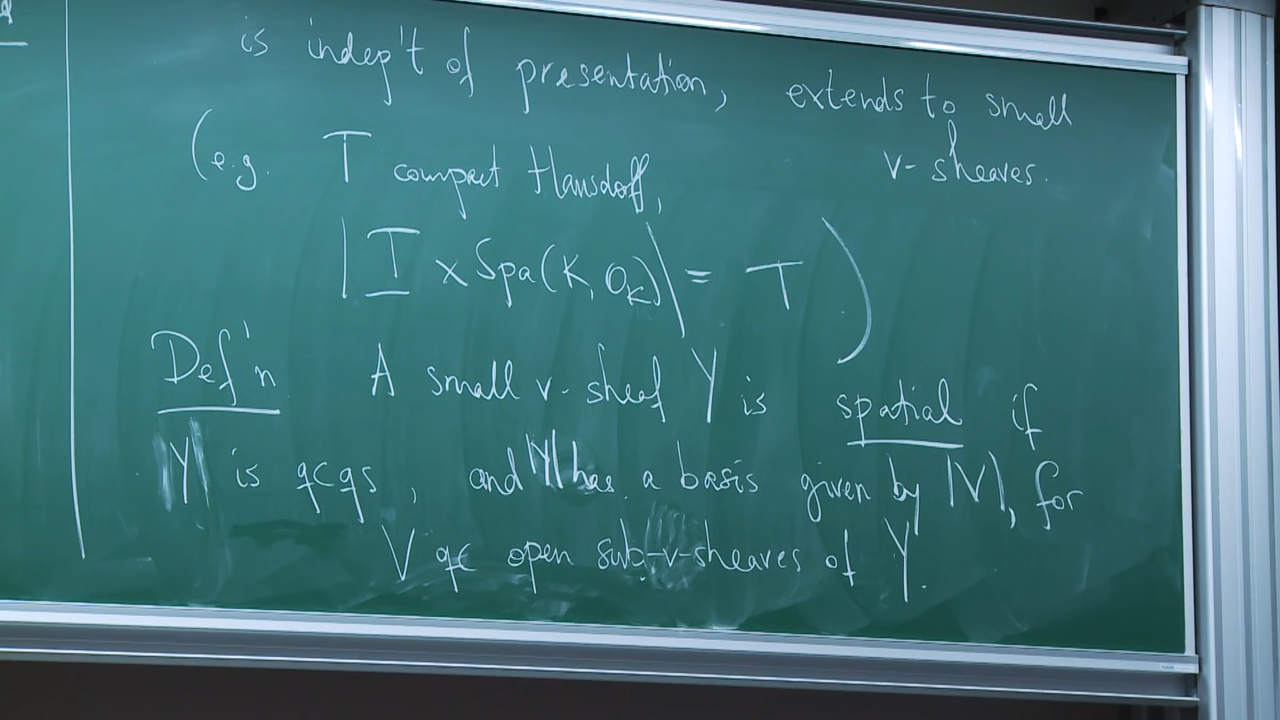 is indep't of presentation, extends to small
v-sheaves.
(e.g. T compact Hausdorff,
|T̲ × Spa(K, O_K)| = T )
Def'n A small v-sheaf Y is spatial if
Y is qcqs, and |Y| has a basis given by |V|, for
V qc open sub-v-sheaves of Y.